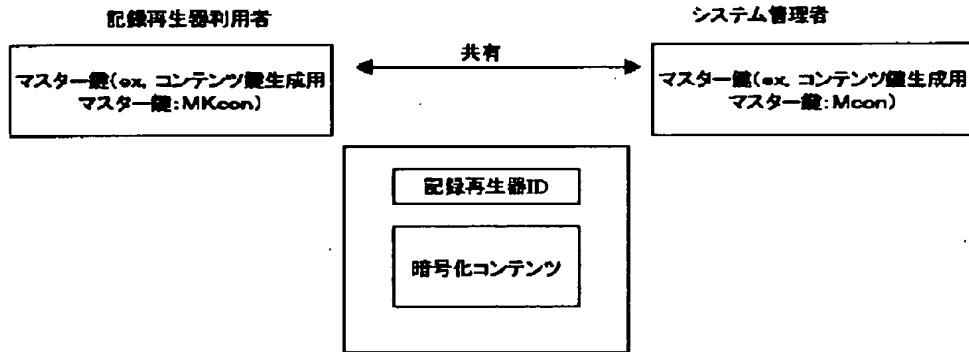 記録再生器利用者
システム管理者
マスター鍵(ex, コンテンツ鍵生成用
マスター鍵:MKcon)
共有
マスター鍵(ex, コンテンツ鍵生成用
マスター鍵:Mcon)
記録再生器ID
暗号化コンテンツ